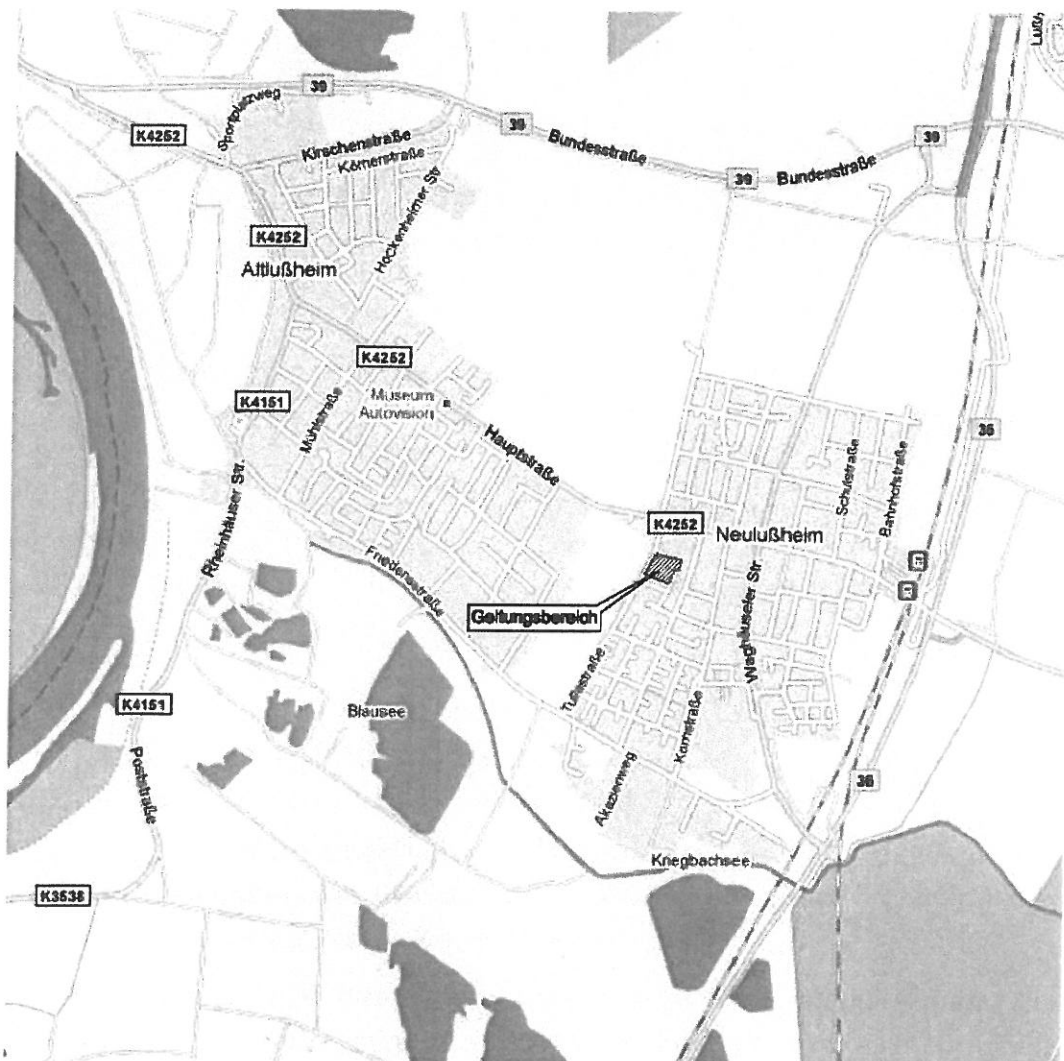 Lußh
39
Sportplatzweg
K4252
Kirschenstraße
Körnerstraße
39
Bundesstraße
39
Bundesstraße
39
Hockenheimer Str
K4252
Altlußheim
K4252
K4151
Museum
Autovision
Mühlstraße
Hauptstraße
36
Schulstraße
Bahnhofstraße
K4252
Neulußheim
Rheinhäuser Str.
Friedensstraße
Geltungsbereich
Waghäuseler Str
Tullastraße
Kornstraße
K4151
Blausee
Poststraße
Akazienweg
36
Kriegbachsee
K3536